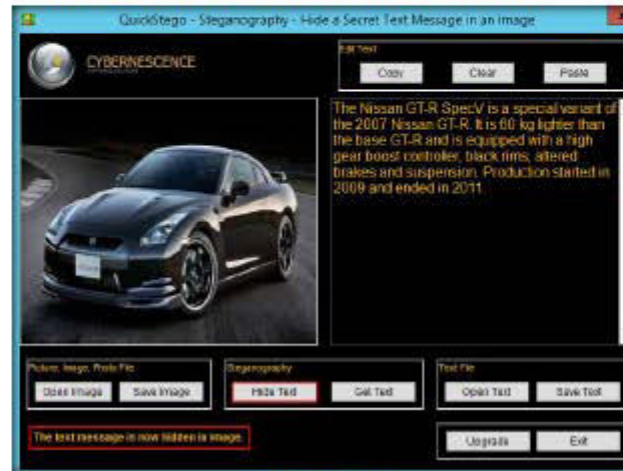 QuickStego - Steganography - Hide a Secret Text Message in an Image
CYBERNESCENCE
Edit Text
Copy
Clear
Paste
The Nissan GT-R SpecV is a special variant of
the 2007 Nissan GT-R. It is 60 kg lighter than
the base GT-R and is equipped with a high
gear boost controller, black rims, altered
brakes and suspension. Production started in
2009 and ended in 2011
Picture, Image, Photo File
Open Image
Save Image
Steganography
Hide Text
Get Text
Text File
Open Text
Save Text
The text message is now hidden in image.
Upgrade
Exit